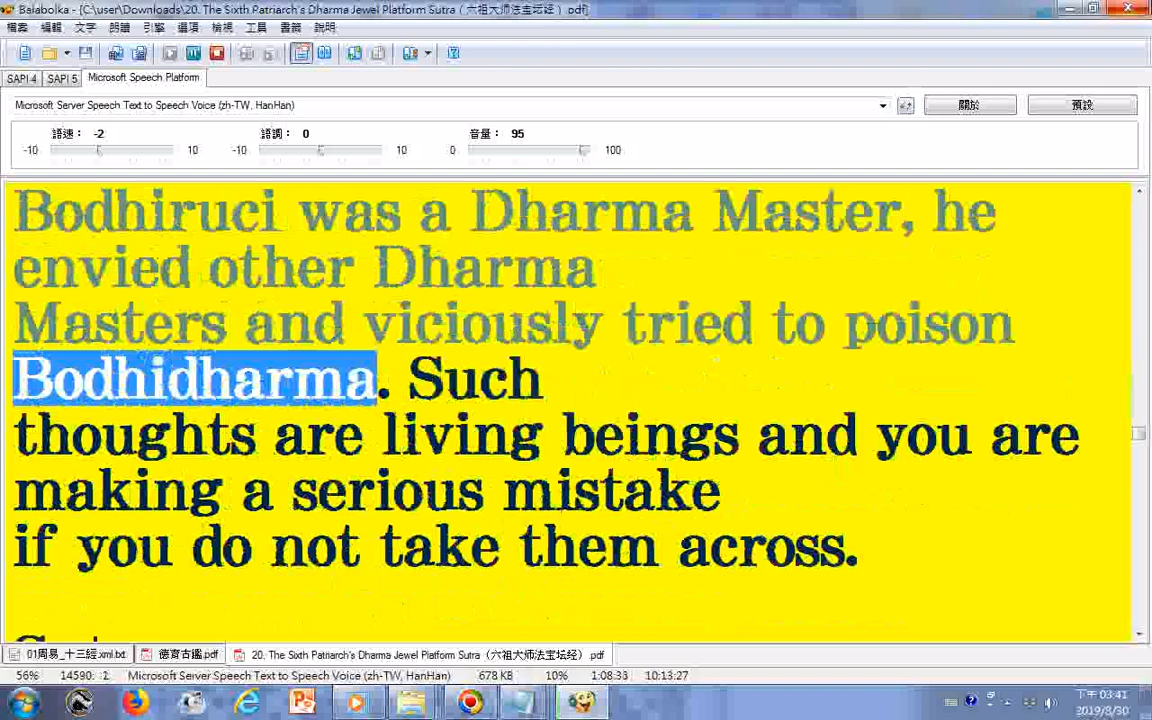 Balabolka - [C:\user\Downloads\20. The Sixth Patriarch's Dharma Jewel Platform Sutra（六祖大师法宝坛经）.pdf]
檔案 編輯 文字 朗讀 引擎 選項 檢視 工具 書籤 說明
SAPI 4 SAPI 5 Microsoft Speech Platform
Microsoft Server Speech Text to Speech Voice (zh-TW, HanHan) 關於 預設
語速： -2 語調： 0 音量： 95
-10 10 -10 10 0 100
Bodhiruci was a Dharma Master, he
envied other Dharma
Masters and viciously tried to poison
Bodhidharma. Such
thoughts are living beings and you are
making a serious mistake
if you do not take them across.
01周易_十三經.xml.txt 德育古鑑.pdf 20. The Sixth Patriarch's Dharma Jewel Platform Sutra（六祖大师法宝坛经）.pdf
56% 14590: 2 Microsoft Server Speech Text to Speech Voice (zh-TW, HanHan) 678 KB 10% 1:08:33 10:13:27
下午 03:41
2019/8/30